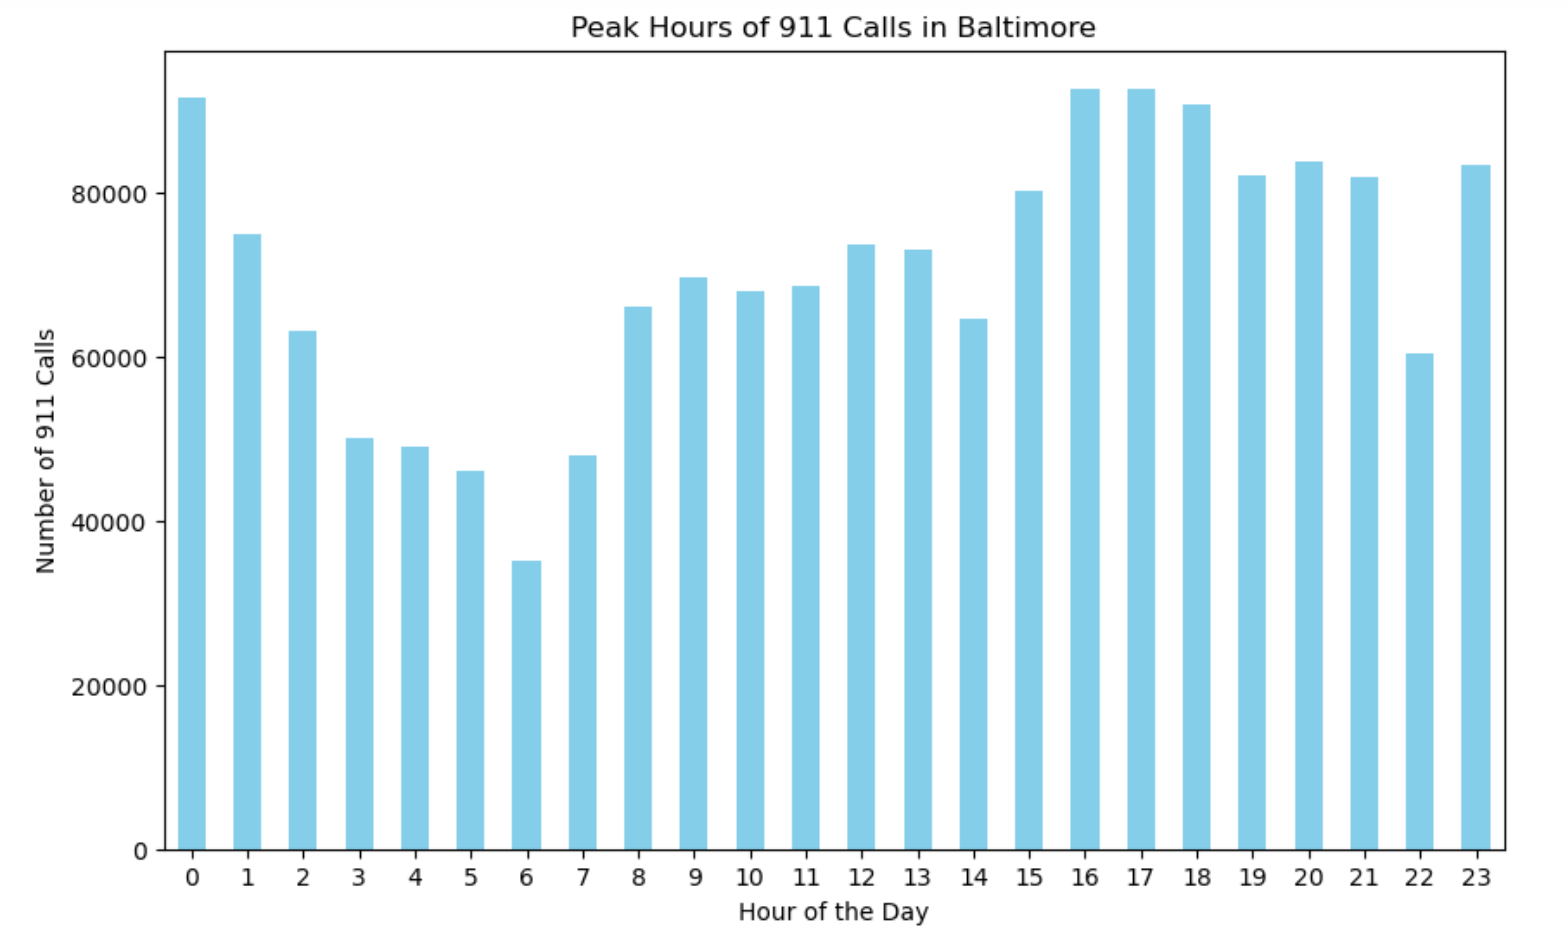 Peak Hours of 911 Calls in Baltimore
Number of 911 Calls
80000
60000
40000
20000
0
0 1 2 3 4 5 6 7 8 9 10 11 12 13 14 15 16 17 18 19 20 21 22 23
Hour of the Day